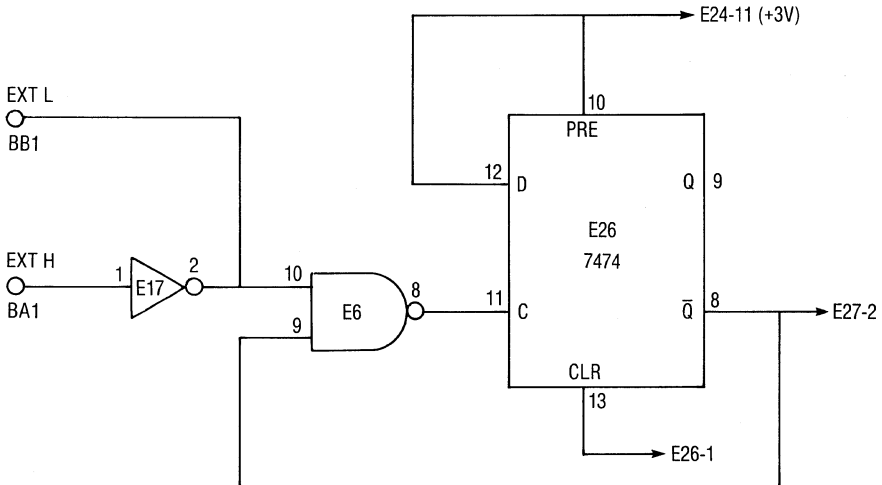 E24-11 (+3V)
10
PRE
EXT L
BB1
12
D
Q
9
E26
7474
EXT H
BA1
1
E17
2
10
9
E6
8
11
C
Q̅
8
E27-2
CLR
13
E26-1